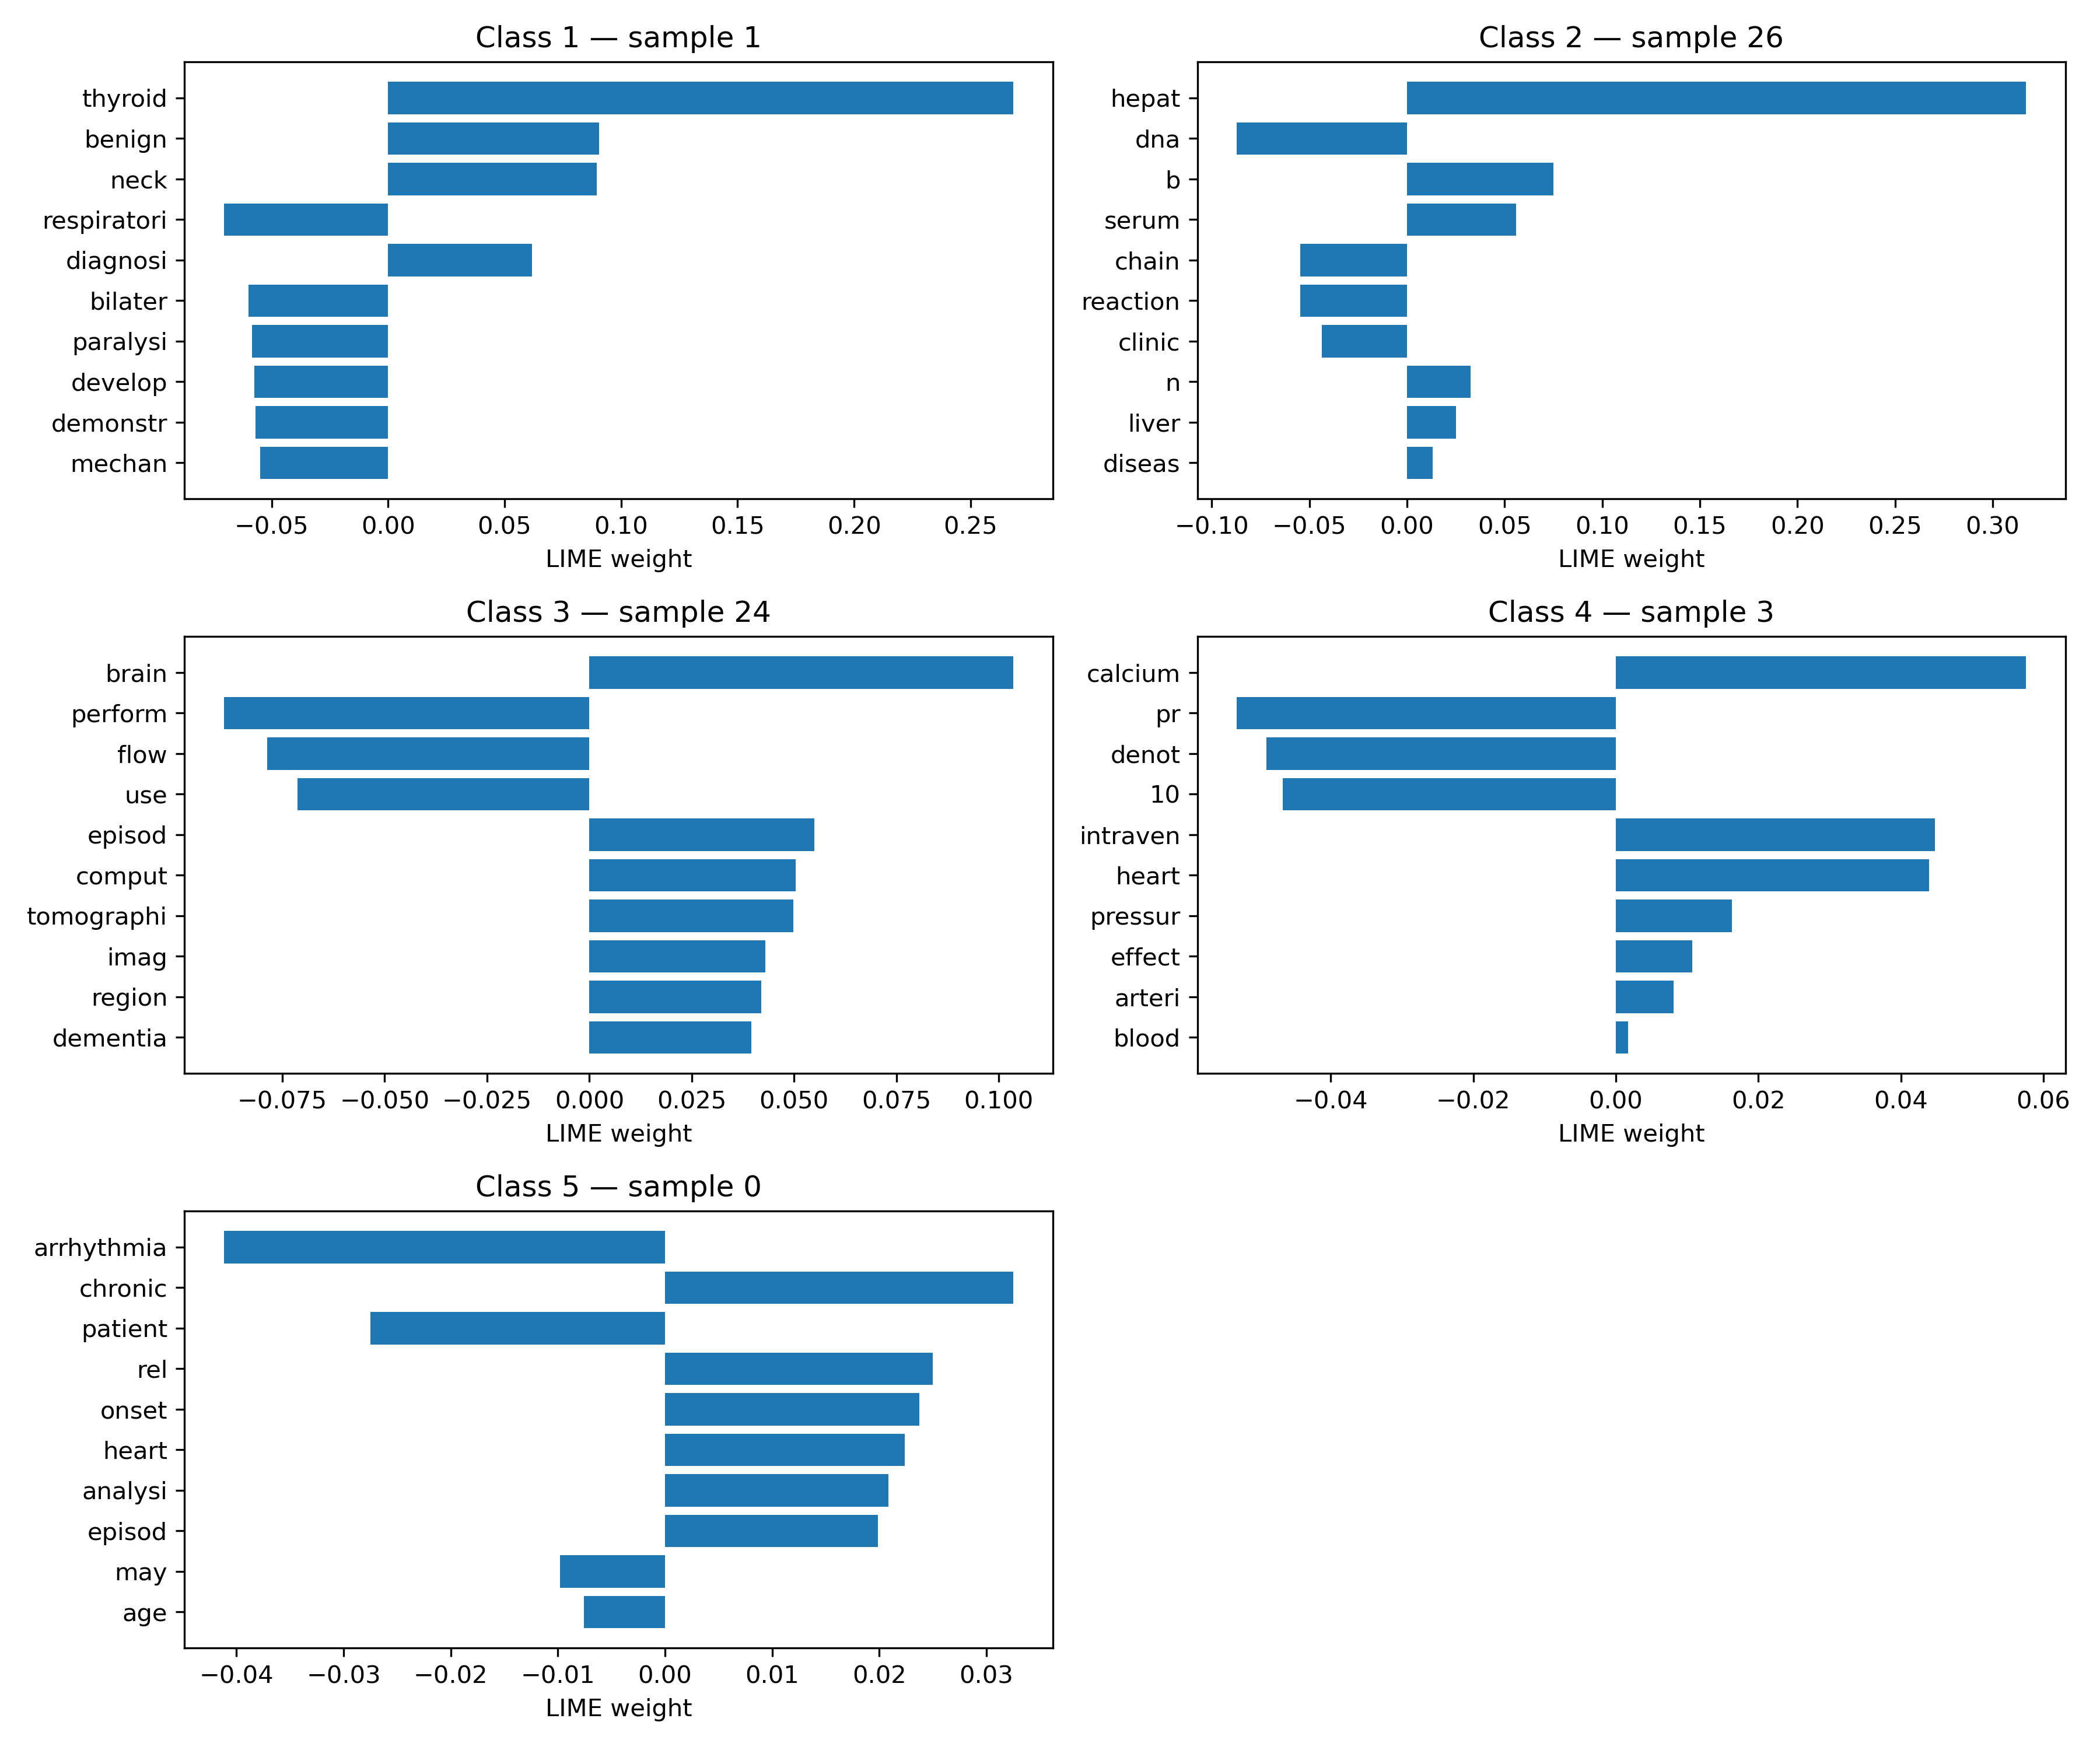 Class 1 — sample 1
thyroid
benign
neck
respiratori
diagnosi
bilater
paralysi
develop
demonstr
mechan
−0.05 0.00 0.05 0.10 0.15 0.20 0.25
LIME weight
Class 2 — sample 26
hepat
dna
b
serum
chain
reaction
clinic
n
liver
diseas
−0.10 −0.05 0.00 0.05 0.10 0.15 0.20 0.25 0.30
LIME weight
Class 3 — sample 24
brain
perform
flow
use
episod
comput
tomographi
imag
region
dementia
−0.075 −0.050 −0.025 0.000 0.025 0.050 0.075 0.100
LIME weight
Class 4 — sample 3
calcium
pr
denot
10
intraven
heart
pressur
effect
arteri
blood
−0.04 −0.02 0.00 0.02 0.04 0.06
LIME weight
Class 5 — sample 0
arrhythmia
chronic
patient
rel
onset
heart
analysi
episod
may
age
−0.04 −0.03 −0.02 −0.01 0.00 0.01 0.02 0.03
LIME weight